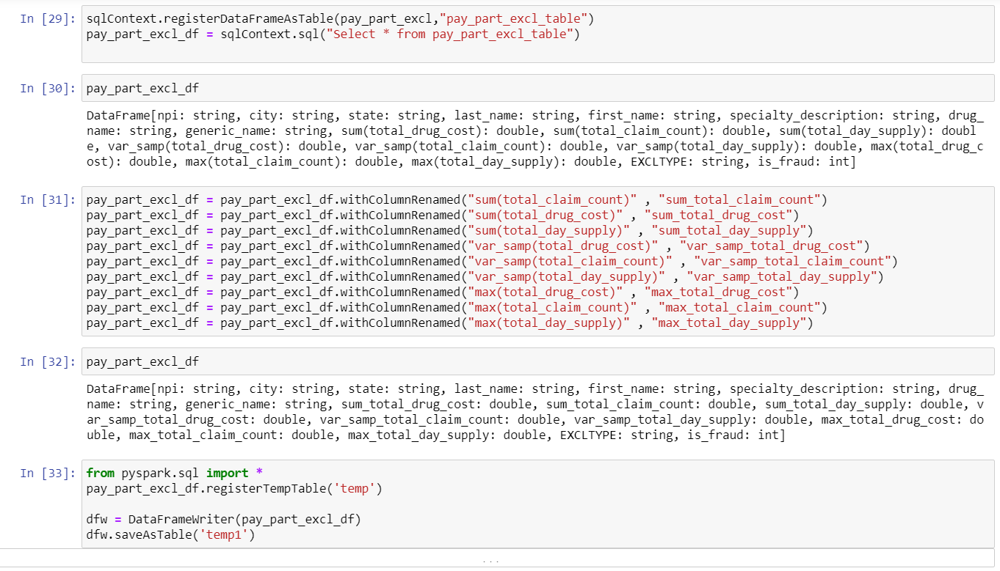 In [29]: sqlContext.registerDataFrameAsTable(pay_part_excl,"pay_part_excl_table")
pay_part_excl_df = sqlContext.sql("Select * from pay_part_excl_table")
In [30]: pay_part_excl_df
DataFrame[npi: string, city: string, state: string, last_name: string, first_name: string, specialty_description: string, drug_
name: string, generic_name: string, sum(total_drug_cost): double, sum(total_claim_count): double, sum(total_day_supply): doubl
e, var_samp(total_drug_cost): double, var_samp(total_claim_count): double, var_samp(total_day_supply): double, max(total_drug_c
ost): double, max(total_claim_count): double, max(total_day_supply): double, EXCLTYPE: string, is_fraud: int]
In [31]: pay_part_excl_df = pay_part_excl_df.withColumnRenamed("sum(total_claim_count)" , "sum_total_claim_count")
pay_part_excl_df = pay_part_excl_df.withColumnRenamed("sum(total_drug_cost)" , "sum_total_drug_cost")
pay_part_excl_df = pay_part_excl_df.withColumnRenamed("sum(total_day_supply)" , "sum_total_day_supply")
pay_part_excl_df = pay_part_excl_df.withColumnRenamed("var_samp(total_drug_cost)" , "var_samp_total_drug_cost")
pay_part_excl_df = pay_part_excl_df.withColumnRenamed("var_samp(total_claim_count)" , "var_samp_total_claim_count")
pay_part_excl_df = pay_part_excl_df.withColumnRenamed("var_samp(total_day_supply)" , "var_samp_total_day_supply")
pay_part_excl_df = pay_part_excl_df.withColumnRenamed("max(total_drug_cost)" , "max_total_drug_cost")
pay_part_excl_df = pay_part_excl_df.withColumnRenamed("max(total_claim_count)" , "max_total_claim_count")
pay_part_excl_df = pay_part_excl_df.withColumnRenamed("max(total_day_supply)" , "max_total_day_supply")
In [32]: pay_part_excl_df
DataFrame[npi: string, city: string, state: string, last_name: string, first_name: string, specialty_description: string, drug_
name: string, generic_name: string, sum_total_drug_cost: double, sum_total_claim_count: double, sum_total_day_supply: double, v
ar_samp_total_drug_cost: double, var_samp_total_claim_count: double, var_samp_total_day_supply: double, max_total_drug_cost: do
uble, max_total_claim_count: double, max_total_day_supply: double, EXCLTYPE: string, is_fraud: int]
In [33]: from pyspark.sql import *
pay_part_excl_df.registerTempTable('temp')
dfw = DataFrameWriter(pay_part_excl_df)
dfw.saveAsTable('temp1')
...